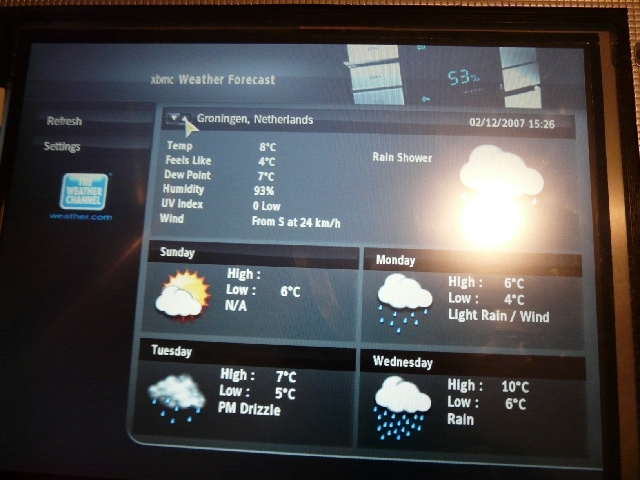 xbmc Weather Forecast
53%
Refresh
Settings
THE WEATHER CHANNEL
weather.com
Groningen, Netherlands 02/12/2007 15:26
Temp 8°C
Feels Like 4°C
Dew Point 7°C
Humidity 93%
UV Index 0 Low
Wind From S at 24 km/h
Rain Shower
Sunday
High :
Low : 6°C
N/A
Monday
High : 6°C
Low : 4°C
Light Rain / Wind
Tuesday
High : 7°C
Low : 5°C
PM Drizzle
Wednesday
High : 10°C
Low : 6°C
Rain